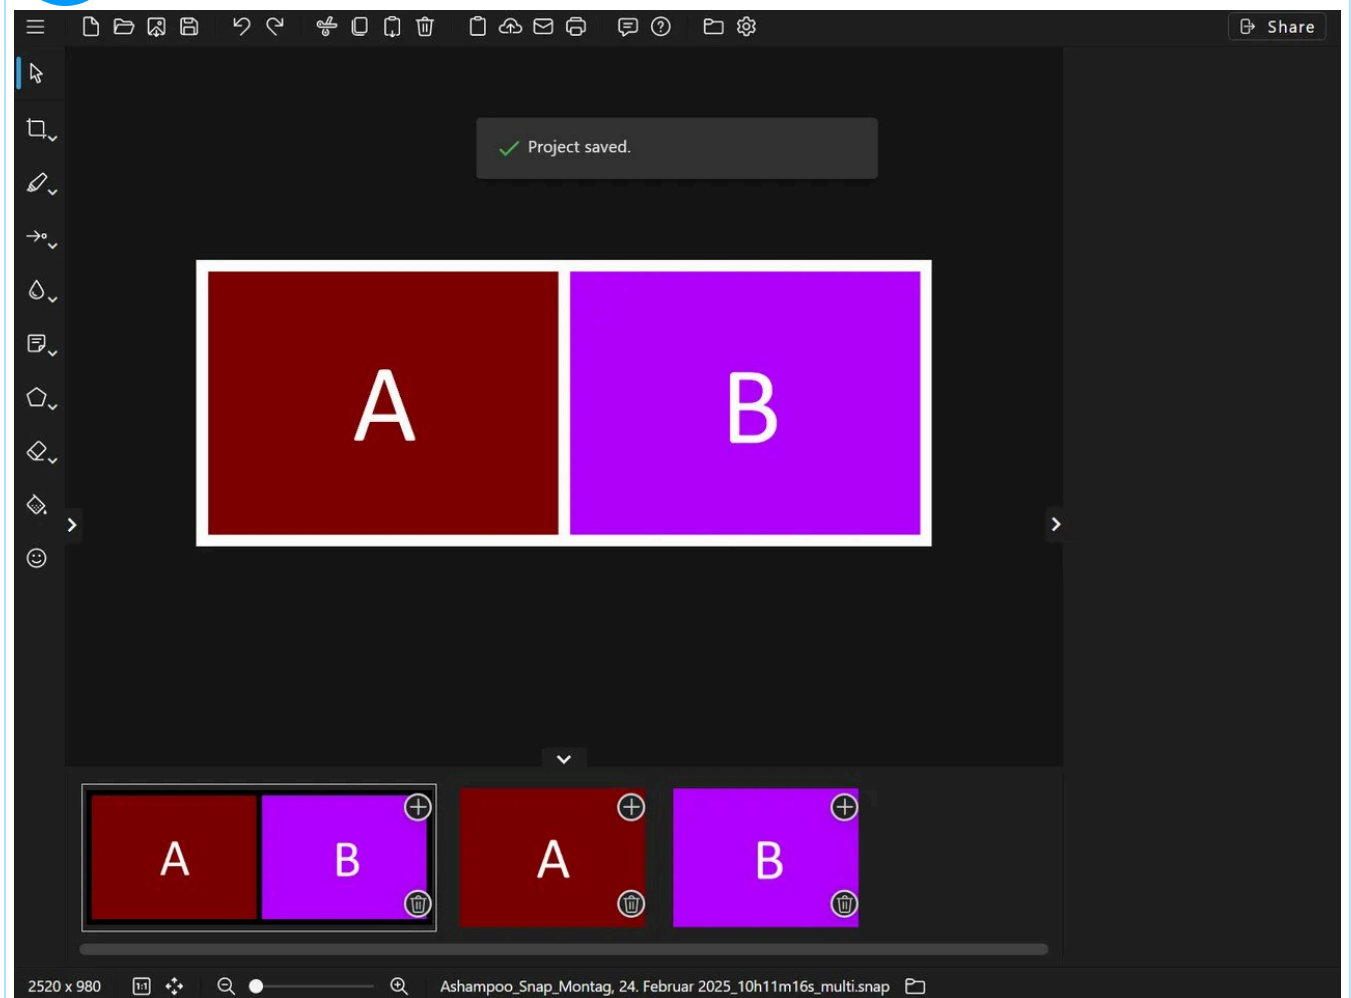 Share
Project saved.
A B
A B A B
2520 x 980 1:1 Ashampoo_Snap_Montag, 24. Februar 2025_10h11m16s_multi.snap